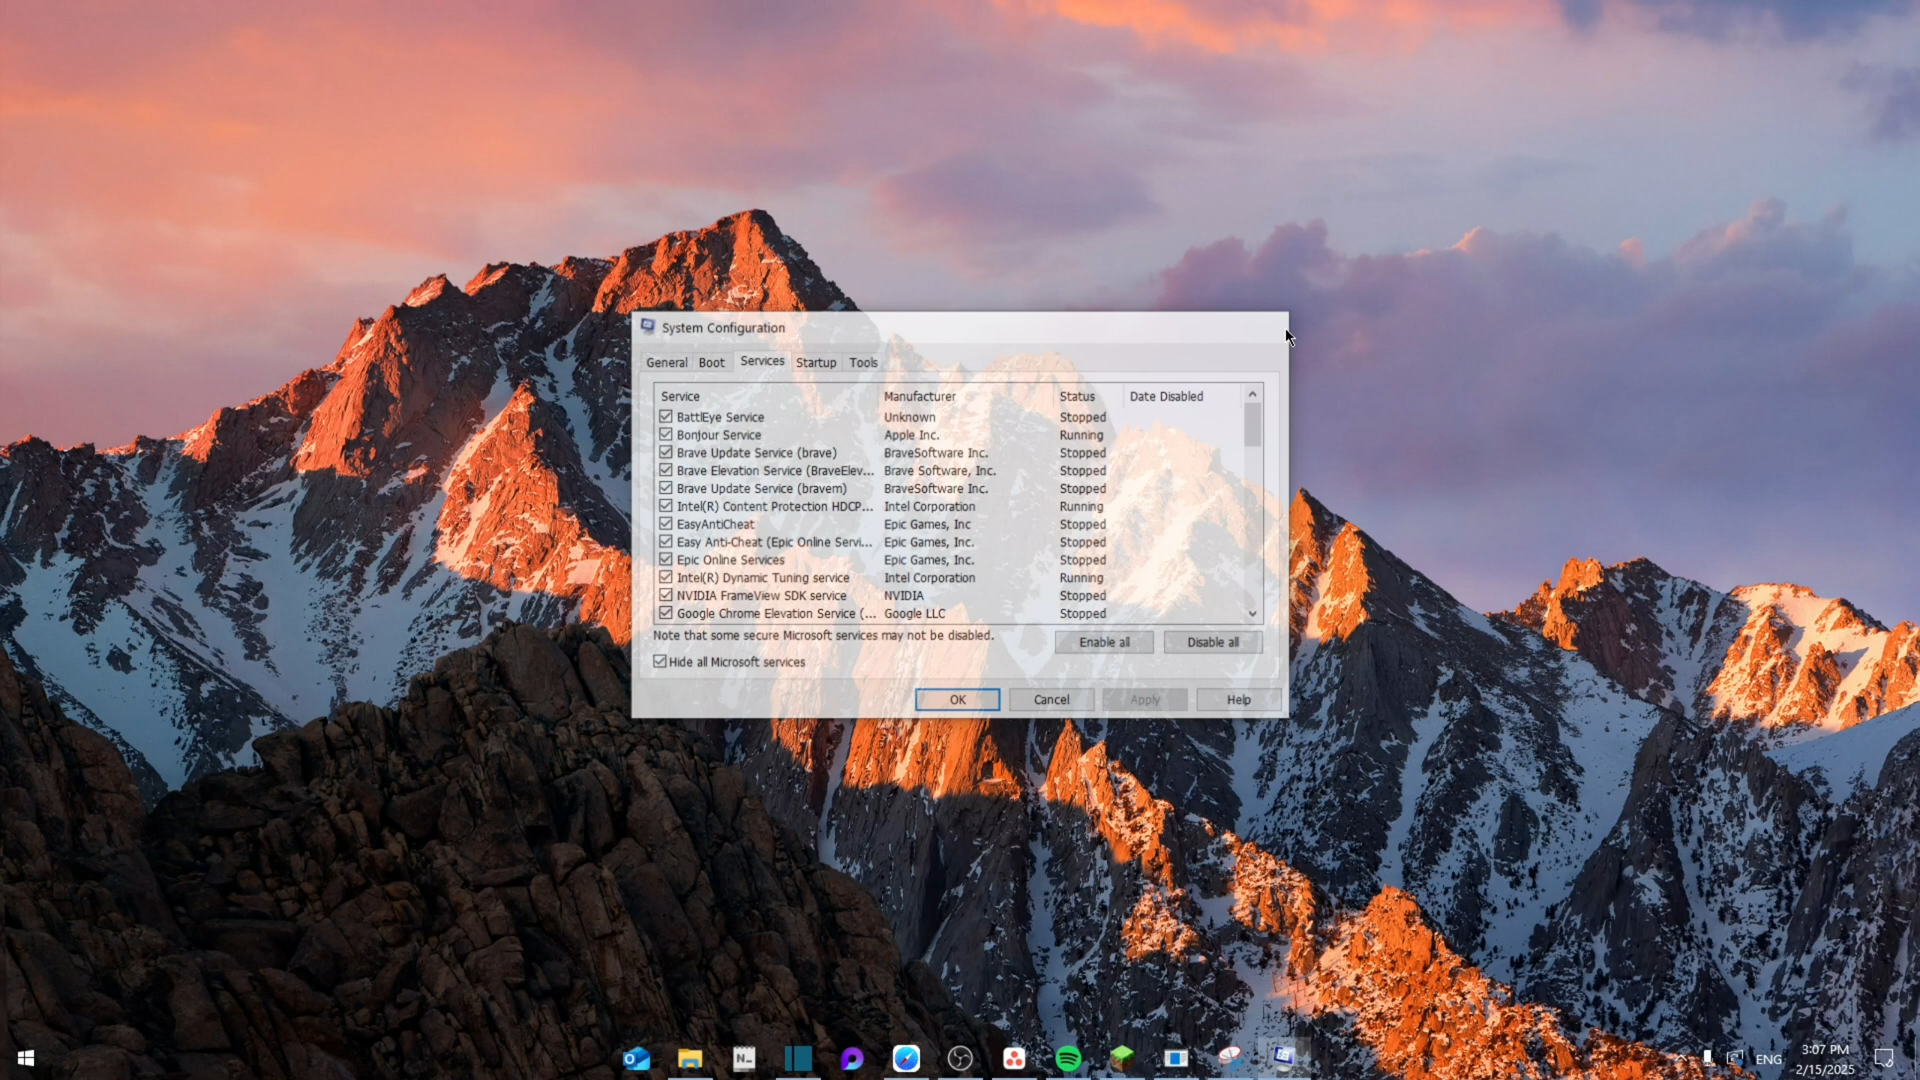 System Configuration
General Boot Services Startup Tools
Service Manufacturer Status Date Disabled
BattlEye Service Unknown Stopped
Bonjour Service Apple Inc. Running
Brave Update Service (brave) BraveSoftware Inc. Stopped
Brave Elevation Service (BraveElev... Brave Software, Inc. Stopped
Brave Update Service (bravem) BraveSoftware Inc. Stopped
Intel(R) Content Protection HDCP... Intel Corporation Running
EasyAntiCheat Epic Games, Inc Stopped
Easy Anti-Cheat (Epic Online Servi... Epic Games, Inc. Stopped
Epic Online Services Epic Games, Inc. Stopped
Intel(R) Dynamic Tuning service Intel Corporation Running
NVIDIA FrameView SDK service NVIDIA Stopped
Google Chrome Elevation Service (... Google LLC Stopped
Note that some secure Microsoft services may not be disabled.
Enable all Disable all
Hide all Microsoft services
OK Cancel Apply Help
N_
ENG
3:07 PM
2/15/2025